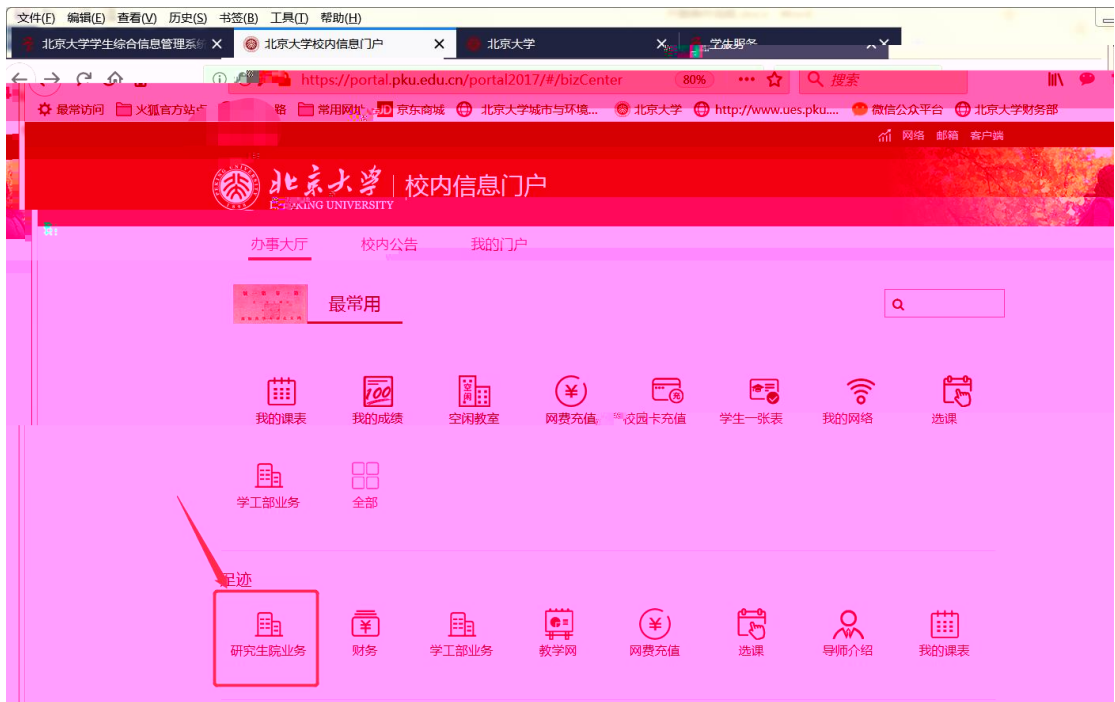 文件(F) 编辑(E) 查看(V) 历史(S) 书签(B) 工具(T) 帮助(H)
北京大学学生综合信息管理系统 北京大学校内信息门户 北京大学
https://portal.pku.edu.cn/portal2017/#/bizCenter 80% 搜索
最常访问 火狐官方站点 常用网址 JD 京东商城 北京大学城市与环境... 北京大学 http://www.ues.pku.... 微信公众平台 北京大学财务部
网络 邮箱 客户端
北京大学 校内信息门户
PEKING UNIVERSITY
办事大厅 校内公告 我的门户
最常用
我的课表 我的成绩 空闲教室 网费充值 校园卡充值 学生一张表 我的网络 选课
学工部业务 全部
足迹
研究生院业务 财务 学工部业务 教学网 网费充值 选课 导师介绍 我的课表